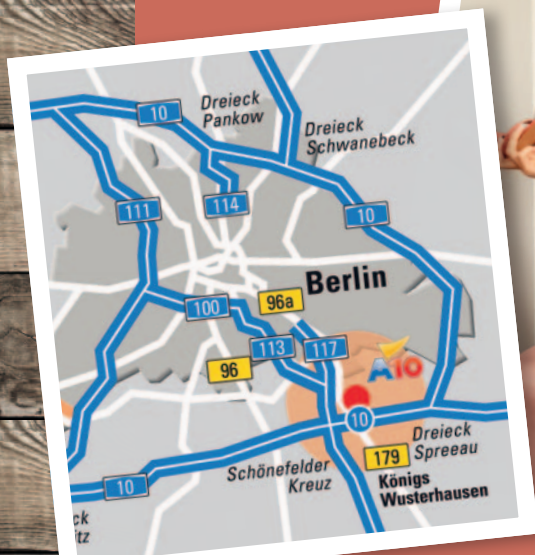 10
Dreieck
Pankow
Dreieck
Schwanebeck
111
114
10
Berlin
100
96a
113
117
96
A10
10
Dreieck
Spreeau
179
Schönefelder
Kreuz
Königs
Wusterhausen
10
ck
itz